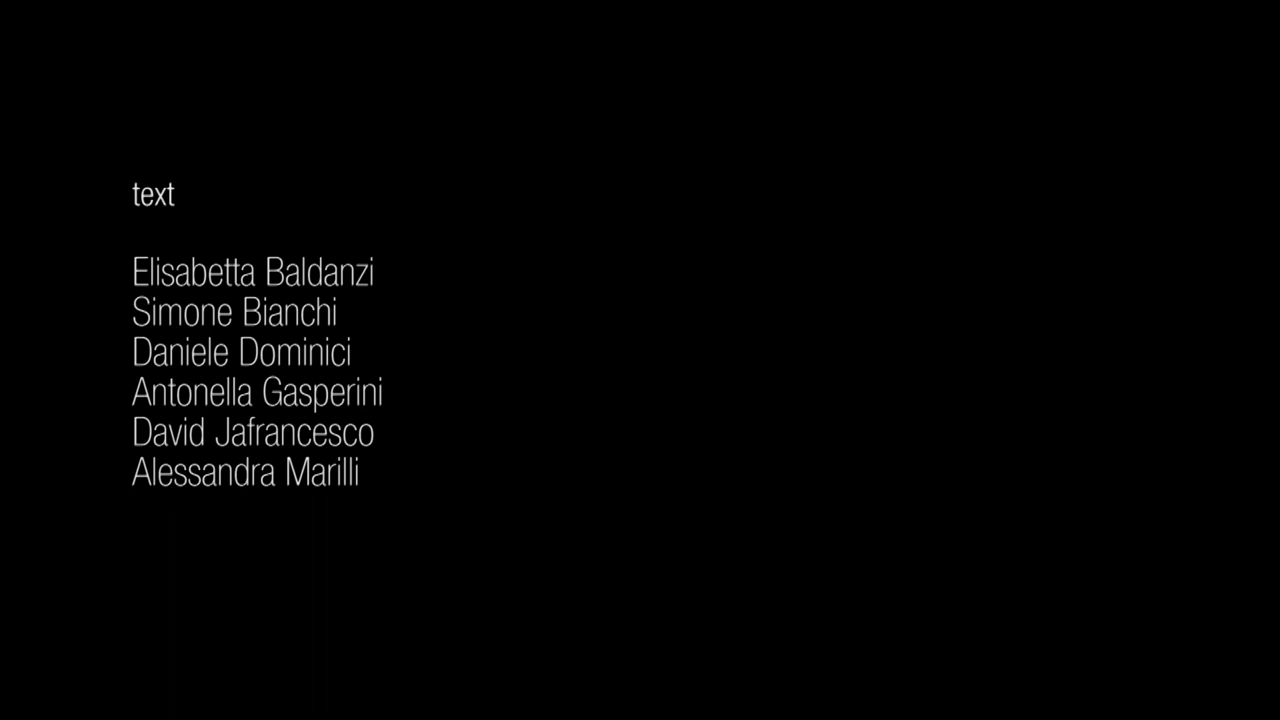 text
Elisabetta Baldanzi
Simone Bianchi
Daniele Dominici
Antonella Gasperini
David Jafrancesco
Alessandra Marilli